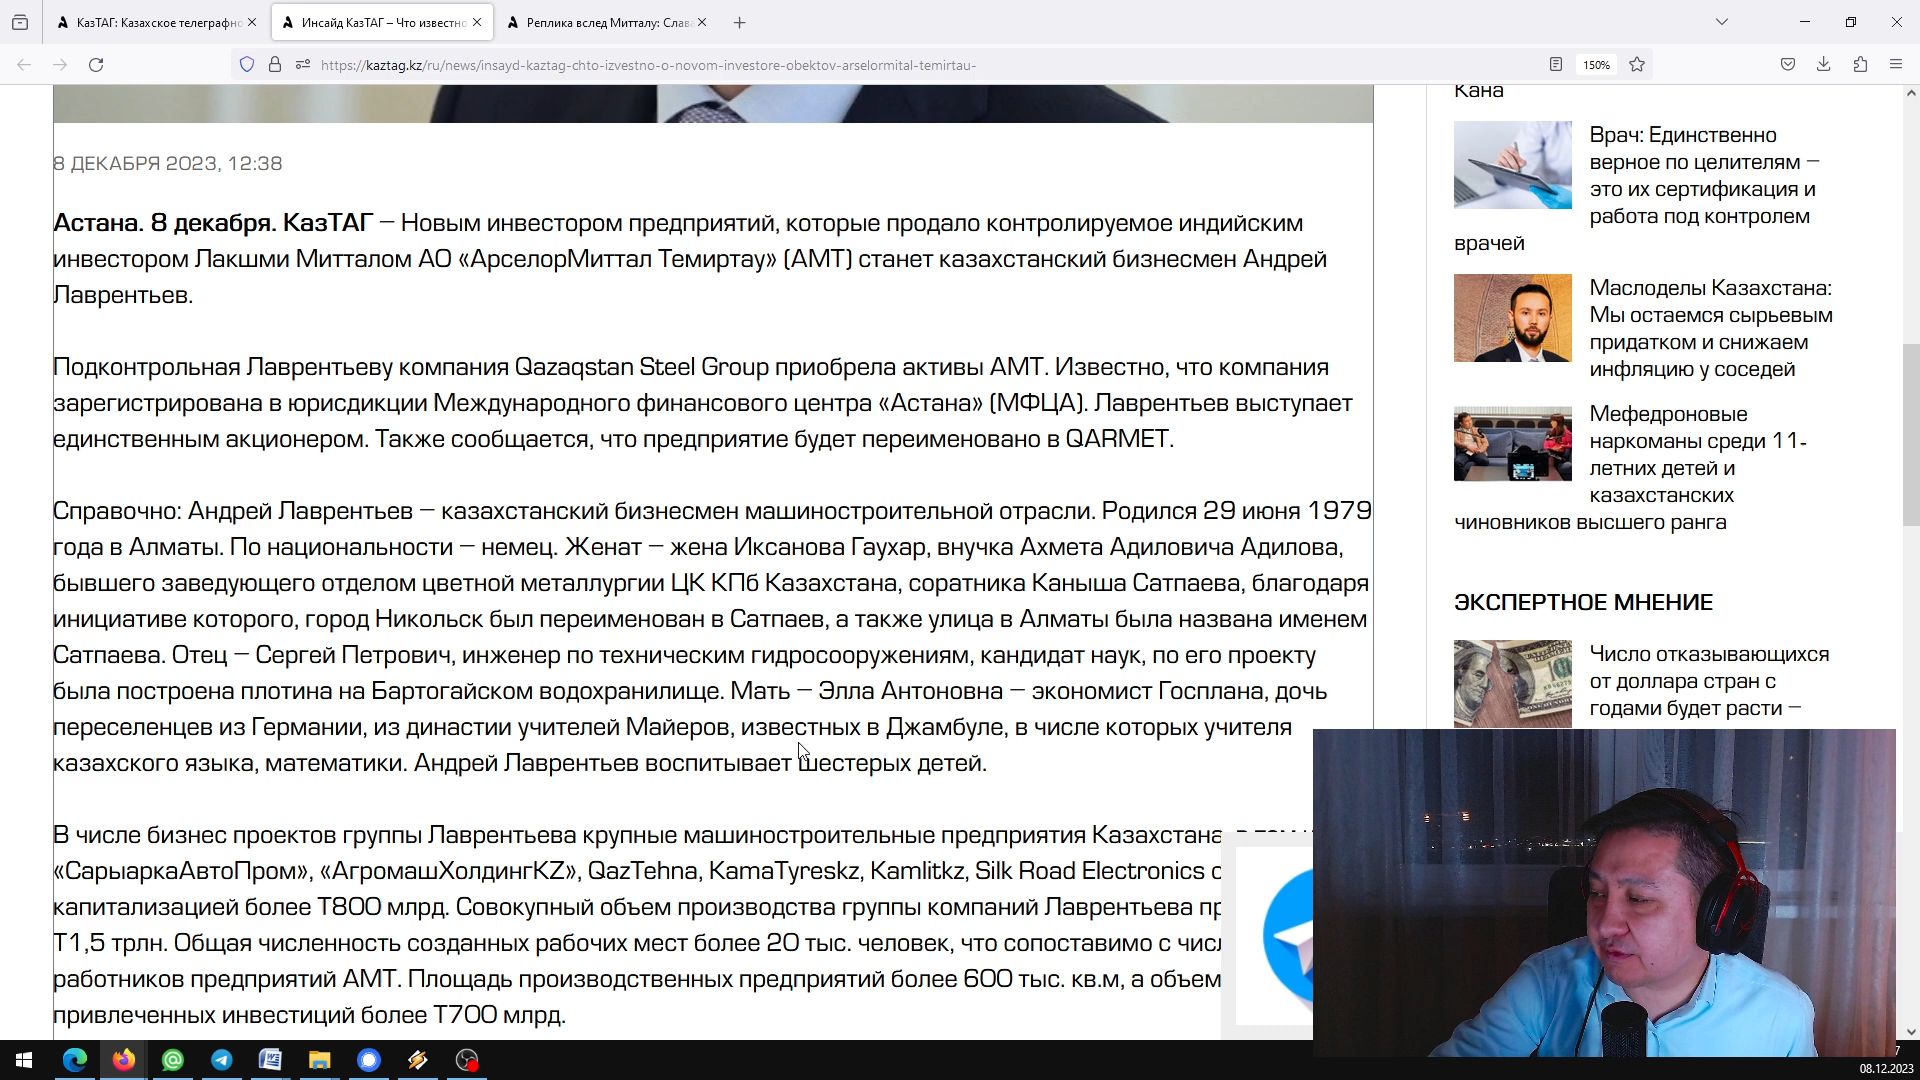 КазТАГ: Казахское телеграфно
Инсайд КазТАГ – Что известно
Реплика вслед Митталу: Слав
https://kaztag.kz/ru/news/insayd-kaztag-chto-izvestno-o-novom-investore-obektov-arselormital-temirtau-
150%
8 ДЕКАБРЯ 2023, 12:38
Астана. 8 декабря. КазТАГ – Новым инвестором предприятий, которые продало контролируемое индийским
инвестором Лакшми Митталом АО «АрселорМиттал Темиртау» (АМТ) станет казахстанский бизнесмен Андрей
Лаврентьев.
Подконтрольная Лаврентьеву компания Qazaqstan Steel Group приобрела активы АМТ. Известно, что компания
зарегистрирована в юрисдикции Международного финансового центра «Астана» (МФЦА). Лаврентьев выступает
единственным акционером. Также сообщается, что предприятие будет переименовано в QARMET.
Справочно: Андрей Лаврентьев – казахстанский бизнесмен машиностроительной отрасли. Родился 29 июня 1979
года в Алматы. По национальности – немец. Женат – жена Иксанова Гаухар, внучка Ахмета Адиловича Адилова,
бывшего заведующего отделом цветной металлургии ЦК КПб Казахстана, соратника Каныша Сатпаева, благодаря
инициативе которого, город Никольск был переименован в Сатпаев, а также улица в Алматы была названа именем
Сатпаева. Отец – Сергей Петрович, инженер по техническим гидросооружениям, кандидат наук, по его проекту
была построена плотина на Бартогайском водохранилище. Мать – Элла Антоновна – экономист Госплана, дочь
переселенцев из Германии, из династии учителей Майеров, известных в Джамбуле, в числе которых учителя
казахского языка, математики. Андрей Лаврентьев воспитывает шестерых детей.
В числе бизнес проектов группы Лаврентьева крупные машиностроительные предприятия Казахстана, в том
«СарыаркаАвтоПром», «АгромашХолдингKZ», QazTehna, KamaTyreskz, Kamlitkz, Silk Road Electronics с
капитализацией более Т800 млрд. Совокупный объем производства группы компаний Лаврентьева пр
Т1,5 трлн. Общая численность созданных рабочих мест более 20 тыс. человек, что сопоставимо с чис
работников предприятий АМТ. Площадь производственных предприятий более 600 тыс. кв.м, а объем
привлеченных инвестиций более Т700 млрд.
Кана
Врач: Единственно
верное по целителям –
это их сертификация и
работа под контролем
врачей
Маслоделы Казахстана:
Мы остаемся сырьевым
придатком и снижаем
инфляцию у соседей
Мефедроновые
наркоманы среди 11-
летних детей и
казахстанских
чиновников высшего ранга
ЭКСПЕРТНОЕ МНЕНИЕ
Число отказывающихся
от доллара стран с
годами будет расти –
7
08.12.2023